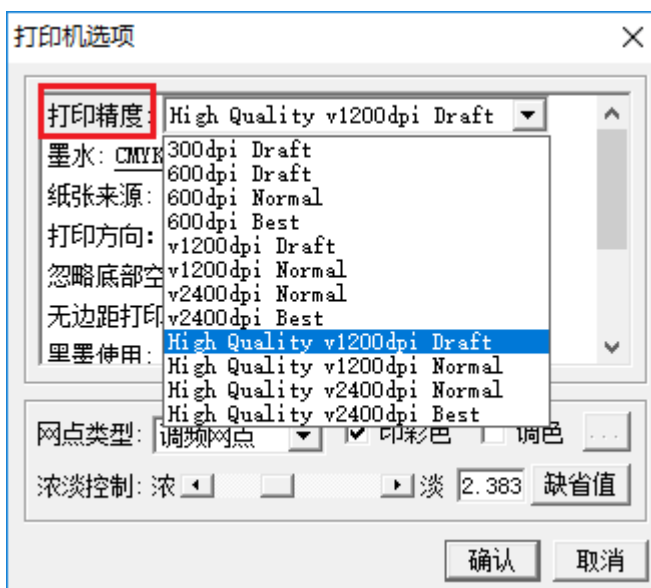 打印机选项
打印精度: High Quality v1200dpi Draft
300dpi Draft
600dpi Draft
600dpi Normal
600dpi Best
v1200dpi Draft
v1200dpi Normal
v2400dpi Normal
v2400dpi Best
High Quality v1200dpi Draft
High Quality v1200dpi Normal
High Quality v2400dpi Normal
High Quality v2400dpi Best
墨水: CMYK
纸张来源:
打印方向:
忽略底部空
无边距打印
黑墨使用:
网点类型: 调频网点 印彩色 调色 ...
浓淡控制: 浓 淡 2.383 缺省值
确认 取消